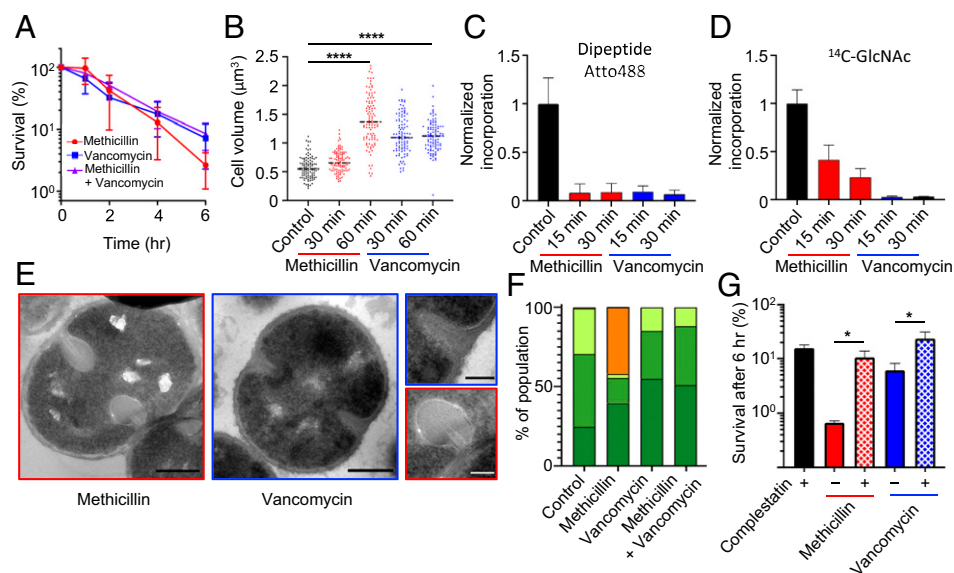 A
Survival (%)
10²
10¹
10⁰
Methicillin
Vancomycin
Methicillin
+ Vancomycin
0 2 4 6
Time (hr)
B
Cell volume (µm³)
2.5
2
1.5
1
0.5
0
****
****
Control
30 min
60 min
30 min
60 min
Methicillin Vancomycin
C
Dipeptide
Atto488
Normalized
incorporation
1.5
1
0.5
0
Control
15 min
30 min
15 min
30 min
Methicillin Vancomycin
D
¹⁴C-GlcNAc
Normalized
incorporation
1.5
1
0.5
0
Control
15 min
30 min
15 min
30 min
Methicillin Vancomycin
E
Methicillin
Vancomycin
F
% of population
100
50
0
Control
Methicillin
Vancomycin
Methicillin
+ Vancomycin
G
Survival after 6 hr (%)
10²
10¹
10⁰
*
*
+ − + − +
Complestatin
Methicillin
Vancomycin